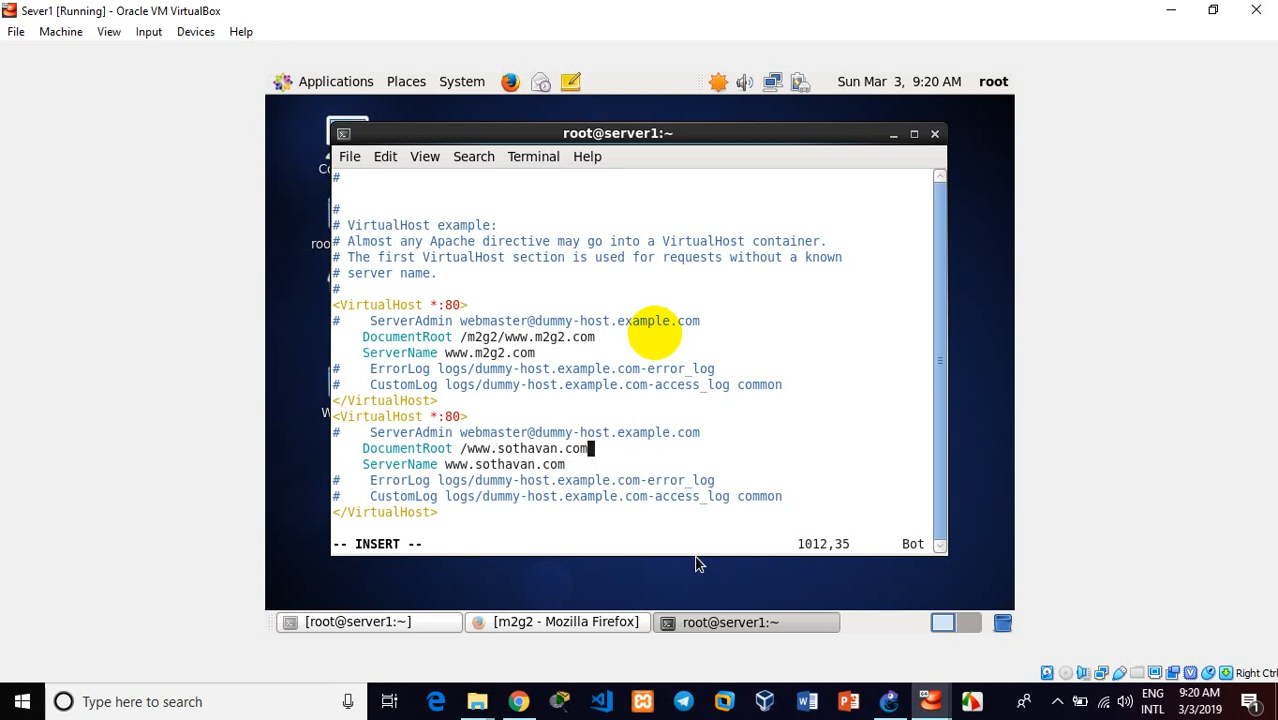 Sever1 [Running] - Oracle VM VirtualBox
File Machine View Input Devices Help
Applications Places System Sun Mar 3, 9:20 AM root
root@server1:~
File Edit View Search Terminal Help
#
#
# VirtualHost example:
# Almost any Apache directive may go into a VirtualHost container.
# The first VirtualHost section is used for requests without a known
# server name.
#
<VirtualHost *:80>
# ServerAdmin webmaster@dummy-host.example.com
DocumentRoot /m2g2/www.m2g2.com
ServerName www.m2g2.com
# ErrorLog logs/dummy-host.example.com-error_log
# CustomLog logs/dummy-host.example.com-access_log common
</VirtualHost>
<VirtualHost *:80>
# ServerAdmin webmaster@dummy-host.example.com
DocumentRoot /www.sothavan.com
ServerName www.sothavan.com
# ErrorLog logs/dummy-host.example.com-error_log
# CustomLog logs/dummy-host.example.com-access_log common
</VirtualHost>
-- INSERT -- 1012,35 Bot
[root@server1:~] [m2g2 - Mozilla Firefox] root@server1:~
Right Ctrl
Type here to search
ENG 9:20 AM
INTL 3/3/2019